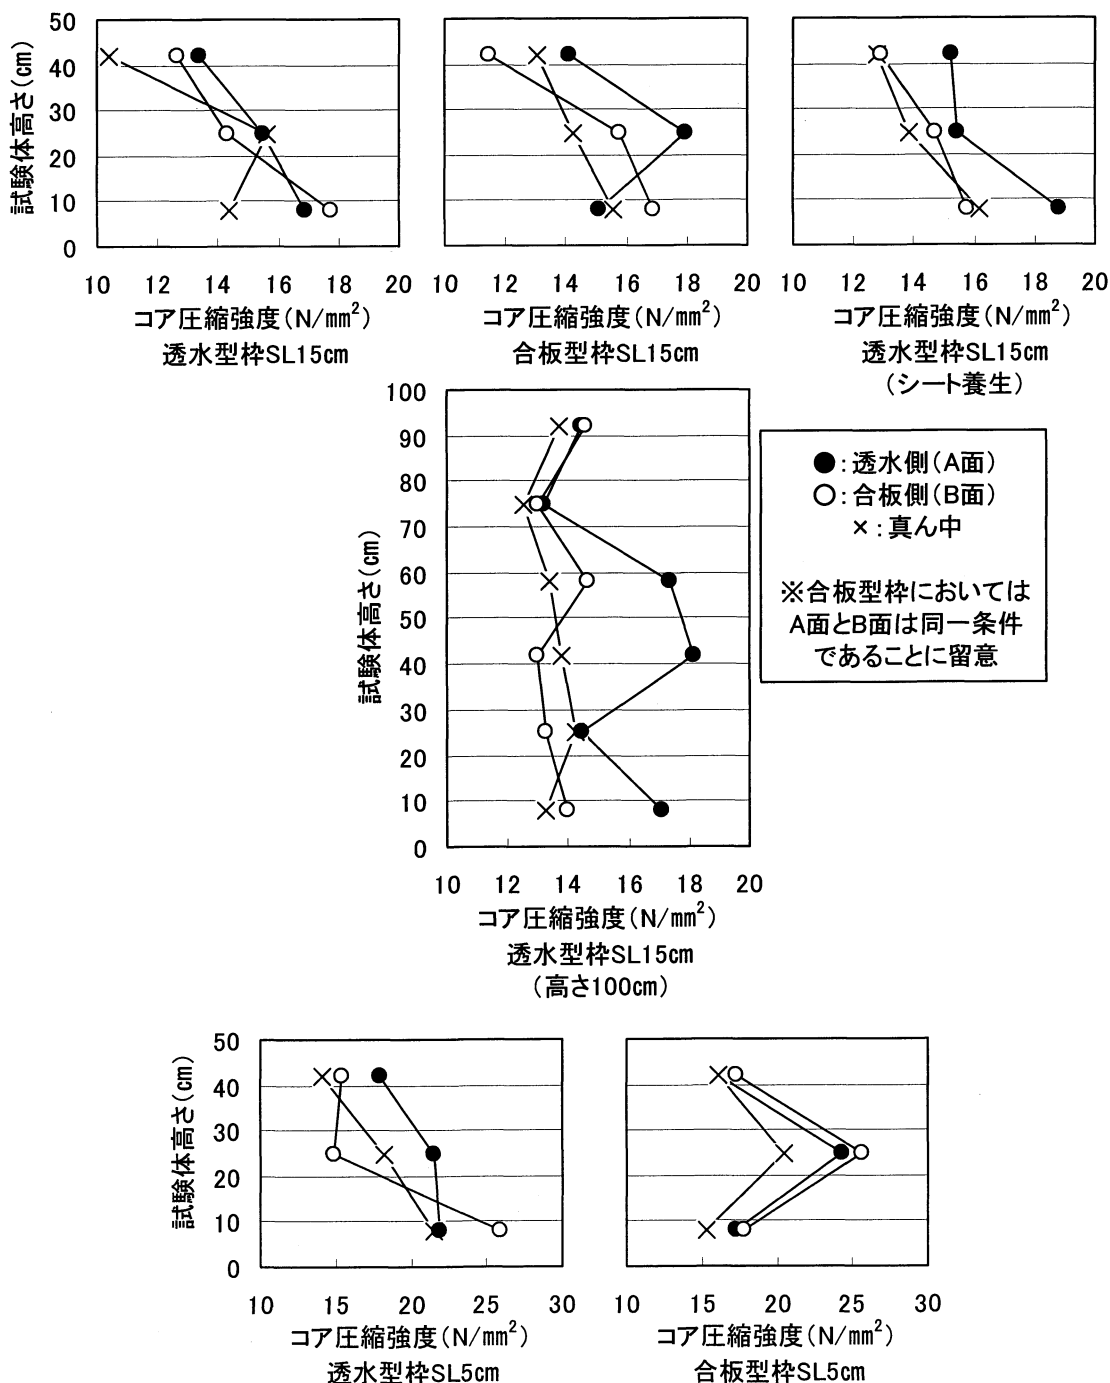 試験体高さ(cm)
50
40
30
20
10
0
10 12 14 16 18 20
コア圧縮強度(N/mm²)
透水型枠SL15cm
10 12 14 16 18 20
コア圧縮強度(N/mm²)
合板型枠SL15cm
10 12 14 16 18 20
コア圧縮強度(N/mm²)
透水型枠SL15cm
(シート養生)
試験体高さ(cm)
100
90
80
70
60
50
40
30
20
10
0
10 12 14 16 18 20
コア圧縮強度(N/mm²)
透水型枠SL15cm
(高さ100cm)
●:透水側(A面)
○:合板側(B面)
×:真ん中
※合板型枠においては
A面とB面は同一条件
であることに留意
試験体高さ(cm)
50
40
30
20
10
0
10 15 20 25 30
コア圧縮強度(N/mm²)
透水型枠SL5cm
10 15 20 25 30
コア圧縮強度(N/mm²)
合板型枠SL5cm